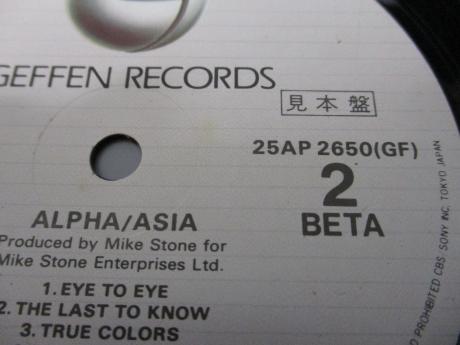 GEFFEN RECORDS
見本盤
25AP 2650(GF)
2
BETA
ALPHA/ASIA
Produced by Mike Stone for
Mike Stone Enterprises Ltd.
1. EYE TO EYE
2. THE LAST TO KNOW
3. TRUE COLORS
PROHIBITED CBS. SONY INC. TOKYO JAPAN